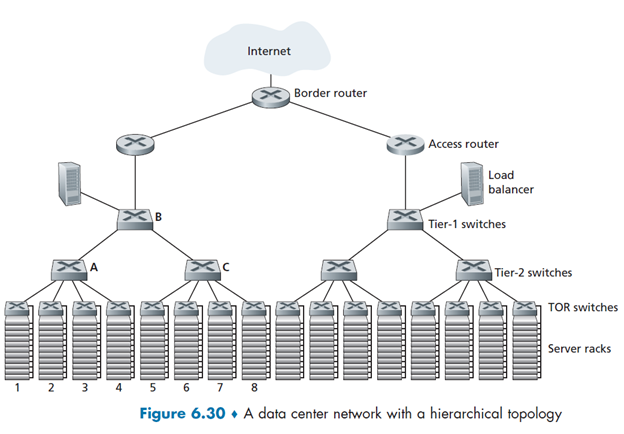 Internet
Border router
Access router
Load
balancer
B
Tier-1 switches
A
C
Tier-2 switches
TOR switches
Server racks
1 2 3 4 5 6 7 8
Figure 6.30 ♦ A data center network with a hierarchical topology